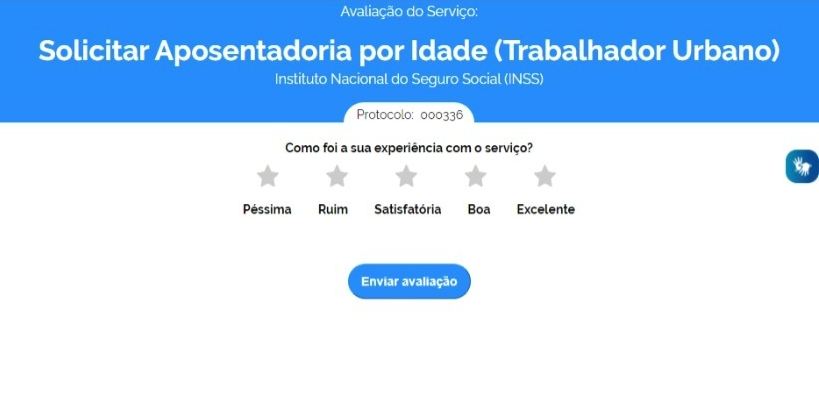 Avaliação do Serviço:
Solicitar Aposentadoria por Idade (Trabalhador Urbano)
Instituto Nacional do Seguro Social (INSS)
Protocolo: 000336
Como foi a sua experiência com o serviço?
Péssima Ruim Satisfatória Boa Excelente
Enviar avaliação